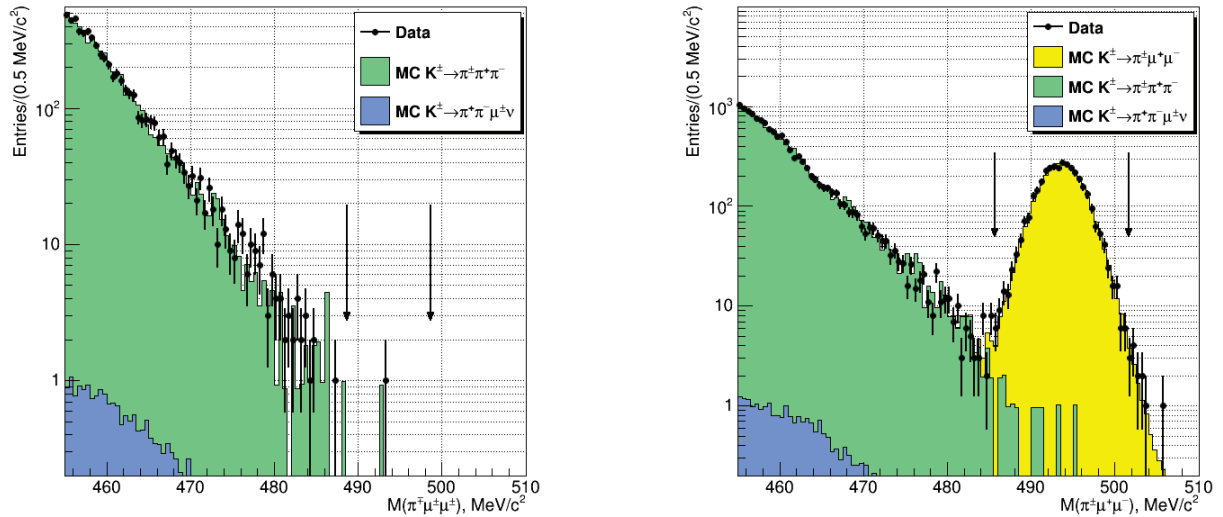 Entries/(0.5 MeV/c²)
10²
10
1
Data
MC K±→π±π⁺π⁻
MC K±→π⁺π⁻μ±ν
460 470 480 490 500 510
M(π∓μ±μ±), MeV/c²
Entries/(0.5 MeV/c²)
10³
10²
10
1
Data
MC K±→π±μ⁺μ⁻
MC K±→π±π⁺π⁻
MC K±→π⁺π⁻μ±ν
460 470 480 490 500 510
M(π±μ⁺μ⁻), MeV/c²